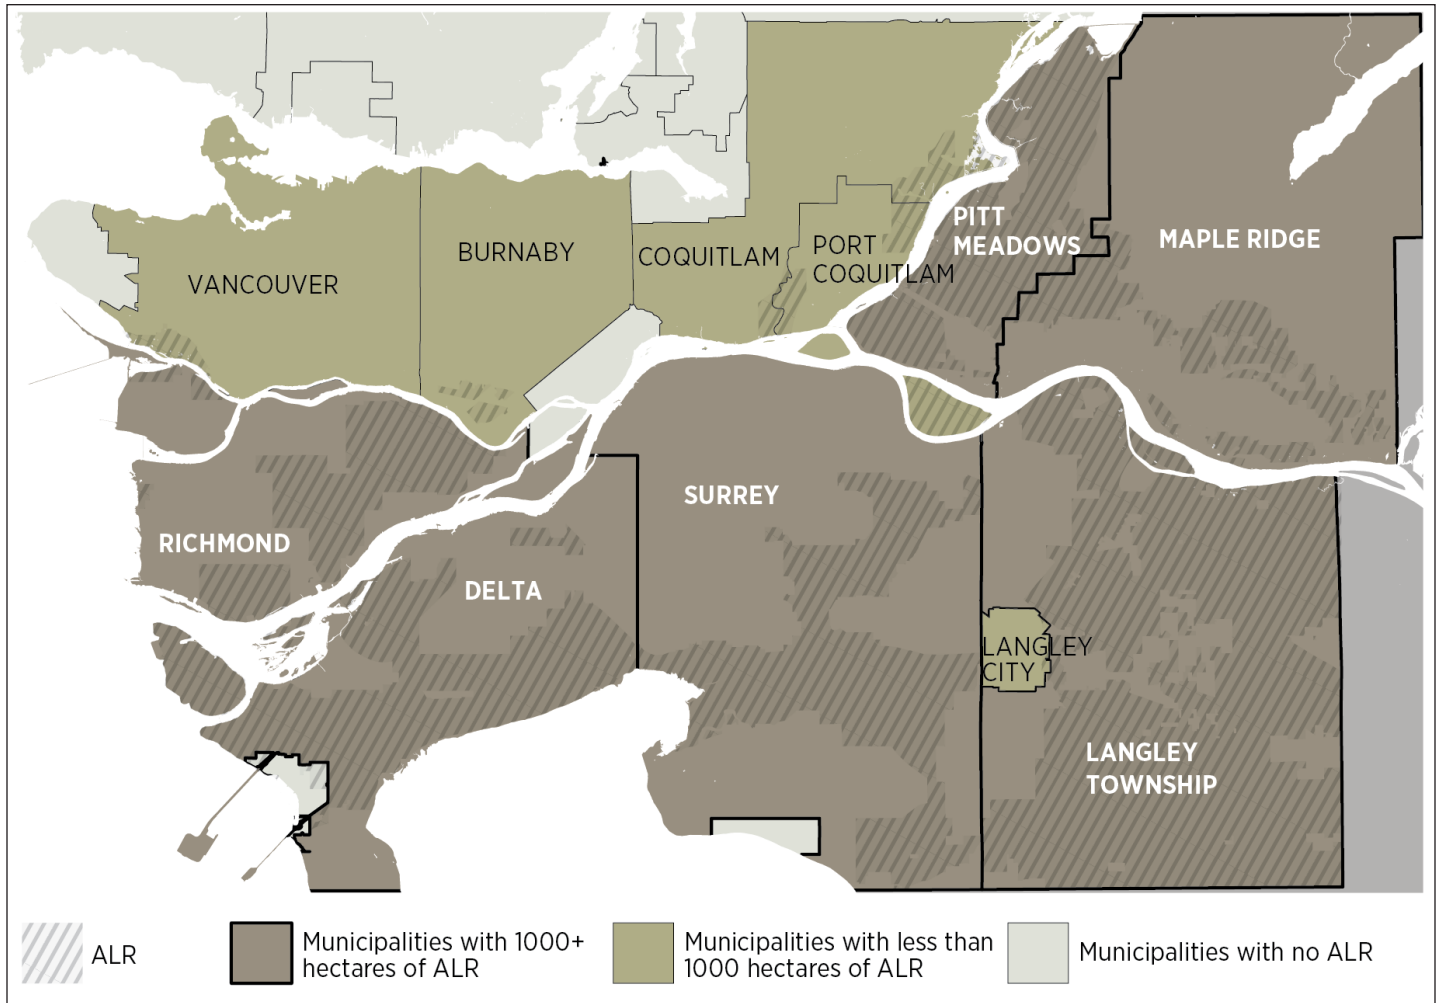 PITT
MEADOWS
MAPLE RIDGE
BURNABY
COQUITLAM
PORT
COQUITLAM
VANCOUVER
SURREY
RICHMOND
DELTA
LANGLEY
CITY
LANGLEY
TOWNSHIP
ALR
Municipalities with 1000+
hectares of ALR
Municipalities with less than
1000 hectares of ALR
Municipalities with no ALR